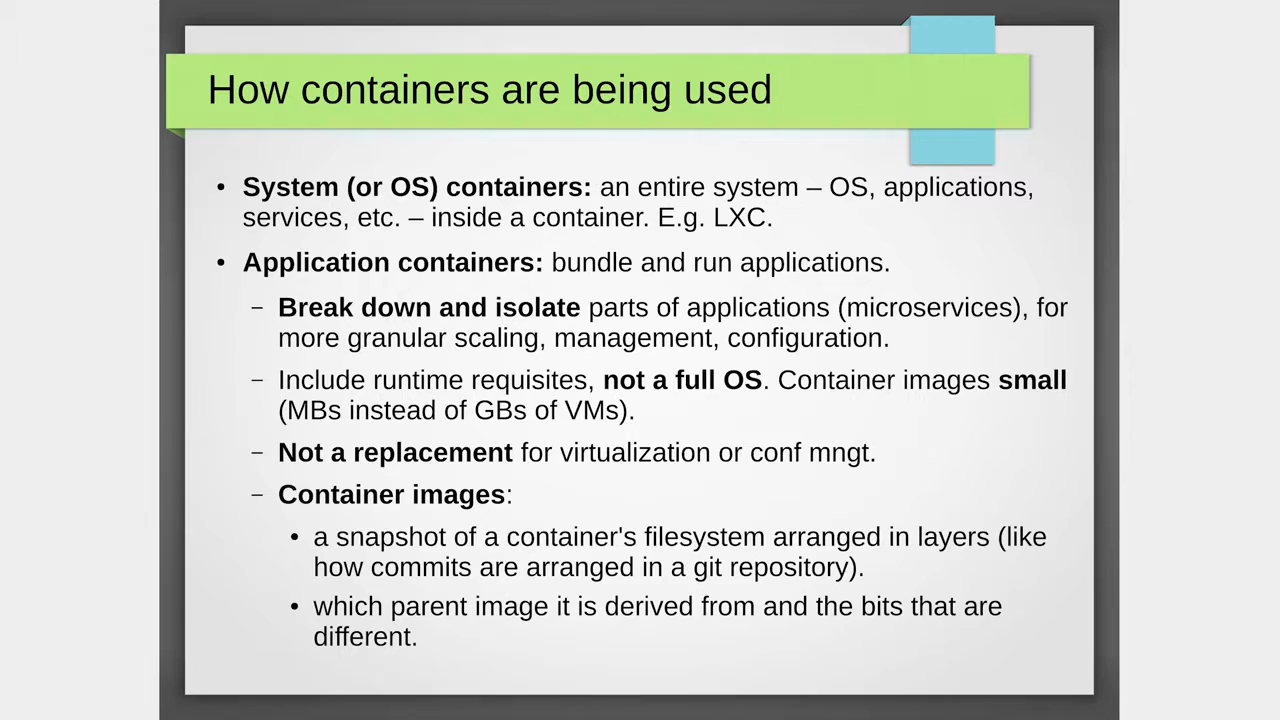 How containers are being used
• System (or OS) containers: an entire system – OS, applications,
services, etc. – inside a container. E.g. LXC.
• Application containers: bundle and run applications.
– Break down and isolate parts of applications (microservices), for
more granular scaling, management, configuration.
– Include runtime requisites, not a full OS. Container images small
(MBs instead of GBs of VMs).
– Not a replacement for virtualization or conf mngt.
– Container images:
• a snapshot of a container's filesystem arranged in layers (like
how commits are arranged in a git repository).
• which parent image it is derived from and the bits that are
different.